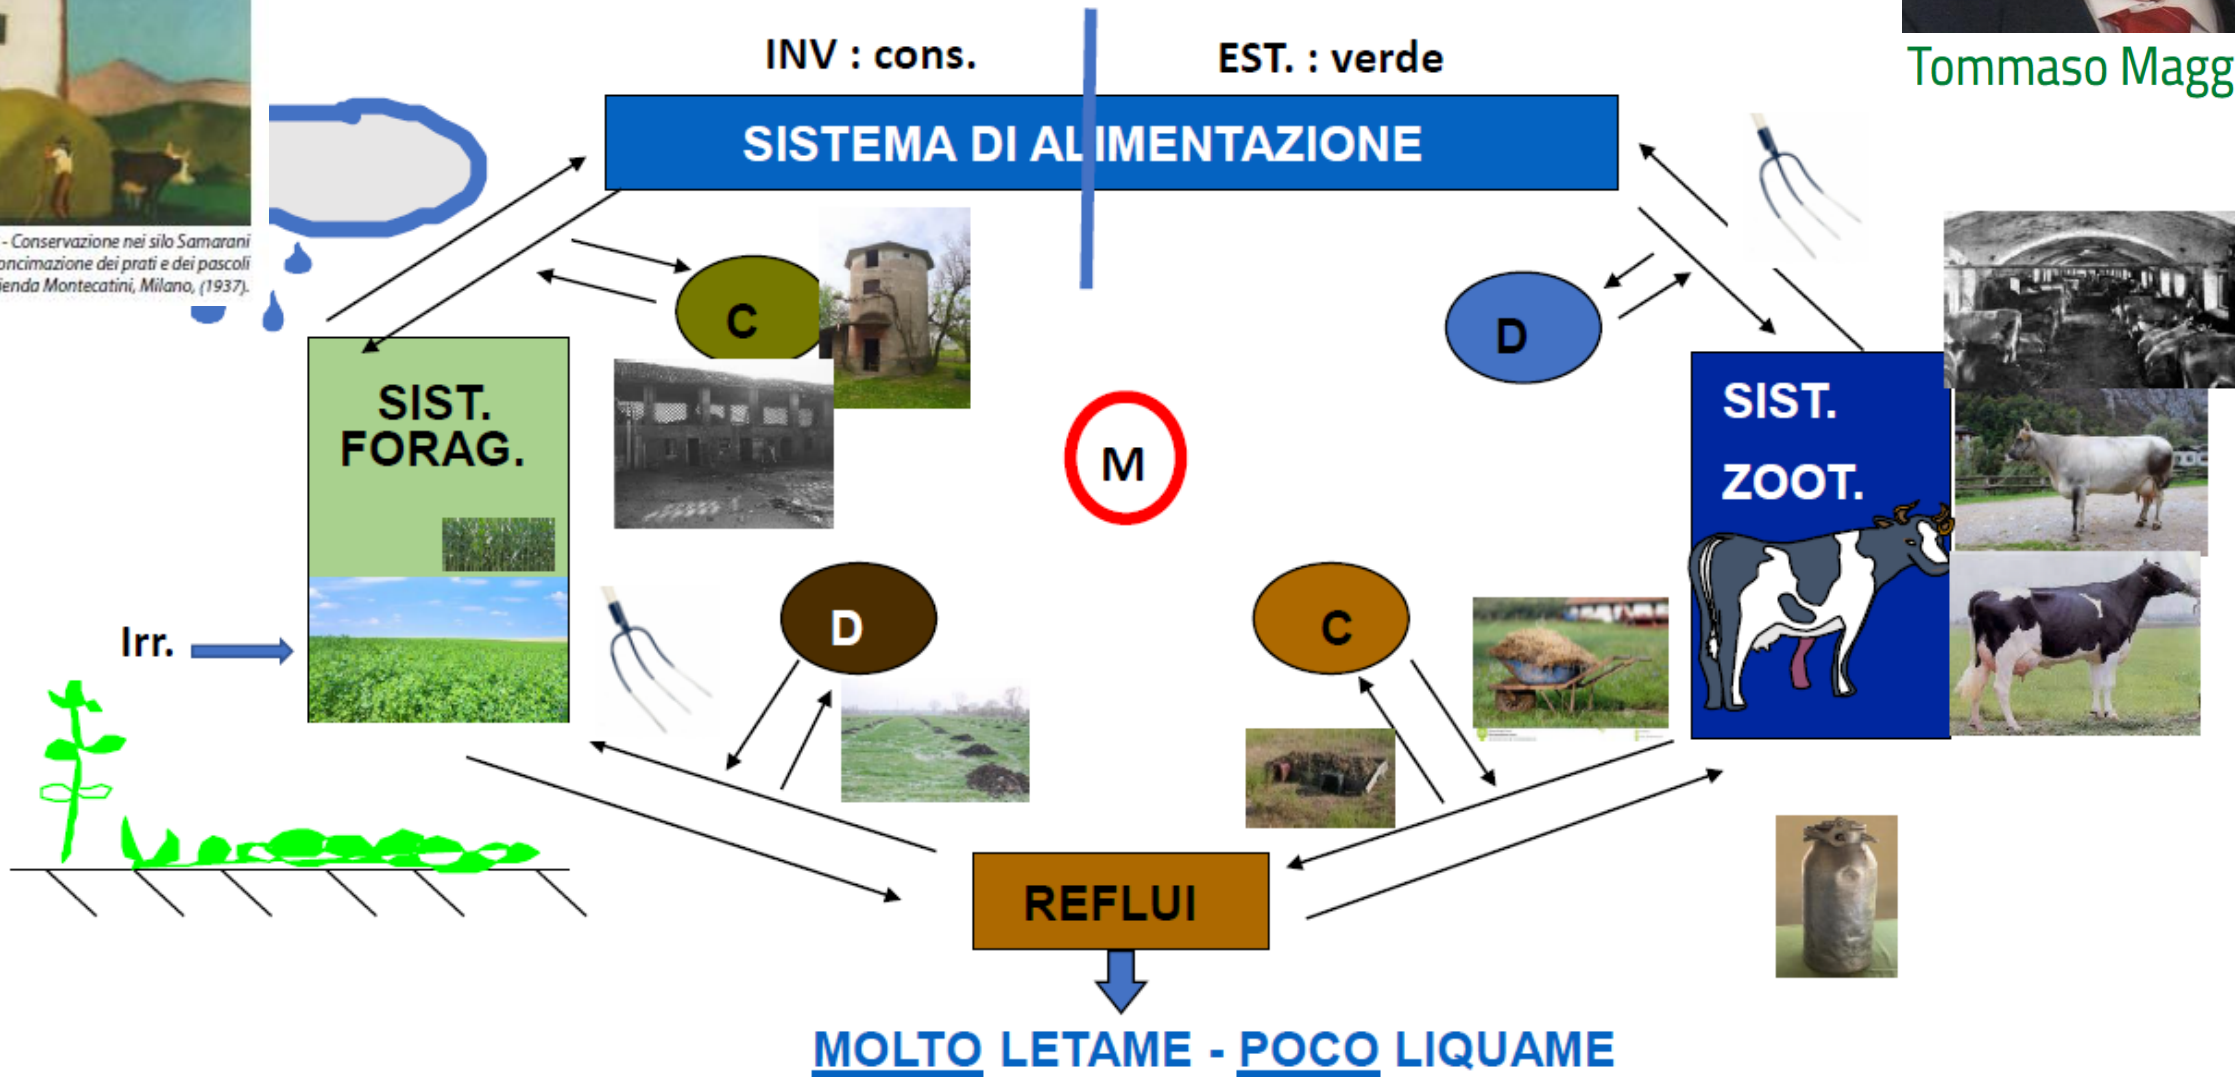 INV : cons.
EST. : verde
Tommaso Magg
SISTEMA DI ALIMENTAZIONE
- Conservazione nei silo Samarani
oncimazione dei prati e dei pascoli
ienda Montecatini, Milano, (1937).
C
D
SIST.
FORAG.
M
SIST.
ZOOT.
Irr.
D
C
REFLUI
MOLTO LETAME - POCO LIQUAME